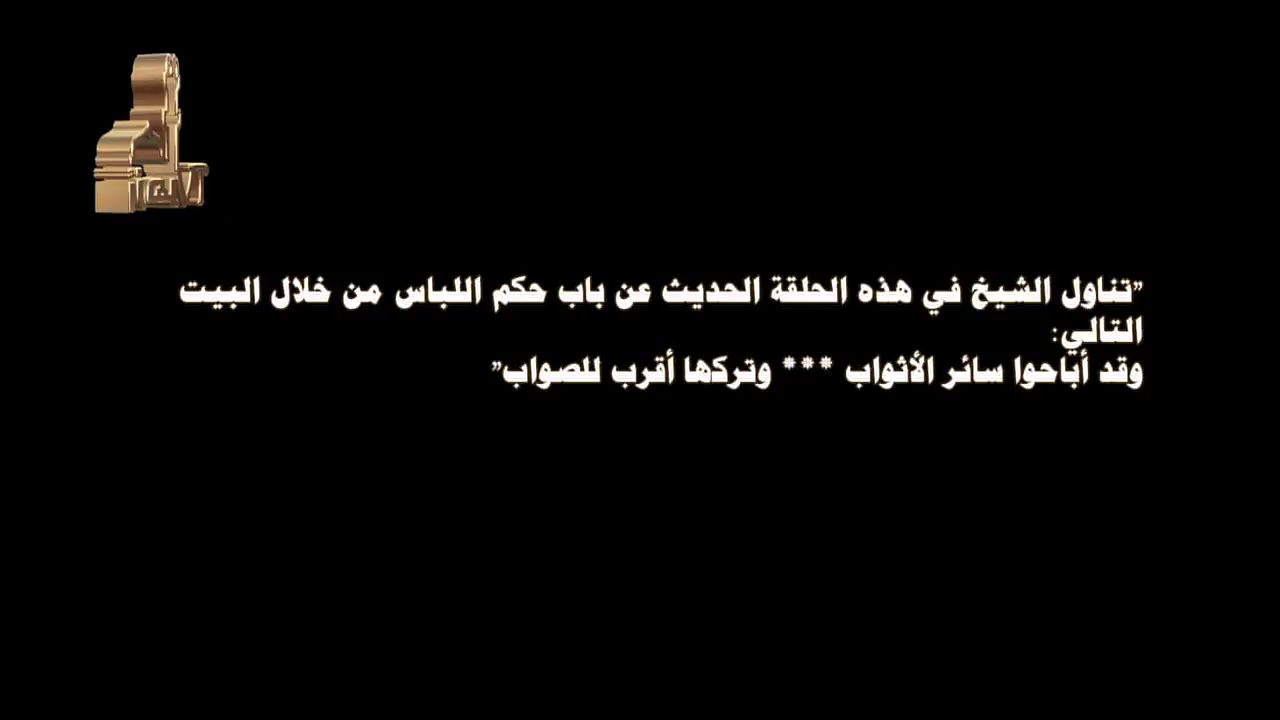 "تناول الشيخ في هذه الحلقة الحديث عن باب حكم اللباس من خلال البيت
التالي:
وقد أباحوا سائر الأثواب *** وتركها أقرب للصواب"